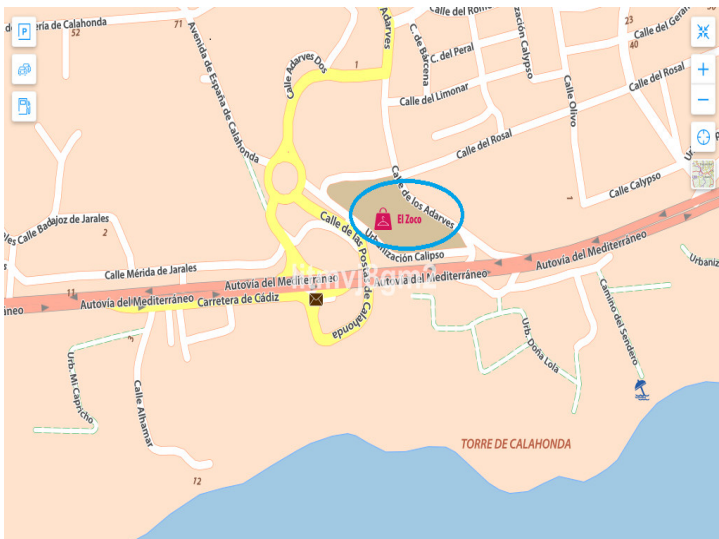 ería de Calahonda
52
71
Avenida de España de Calahonda
Calle Adarves Dos
1
Adarves
Calle del Rom
C. de Bárcena
C. del Peral
Calle del Limonar
Calle del Rosal
zación Calypso
23
40
Calle del Geran
Calle del Rosal
Calle Olivo
1
Calle Calypso
P
Calle de los Adarves
El Zoco
Urbanización Calipso
Calle de las Postas de Calahonda
Calle Badajoz de Jarales
2
Calle Mérida de Jarales
11
Autovía del Mediterráneo
Autovía del Mediterráneo
Autovía del Mediterráneo
Autovía del Mediterráneo
Carretera de Cádiz
áneo
Urbaniz
Camino del Sendero
Urb. Doña Lola
3
Urb. Mi Capricho
Calle Alhamar
12
TORRE DE CALAHONDA